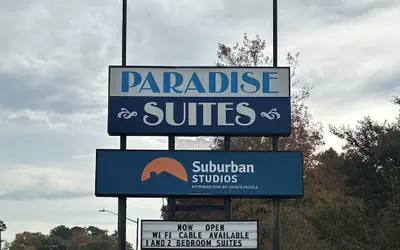 PARADISE
SUITES
Suburban
STUDIOS
EXTENDED STAY BY CHOICE HOTELS
NOW OPEN
WI FI CABLE AVAILABLE
1 AND 2 BEDROOM SUITES